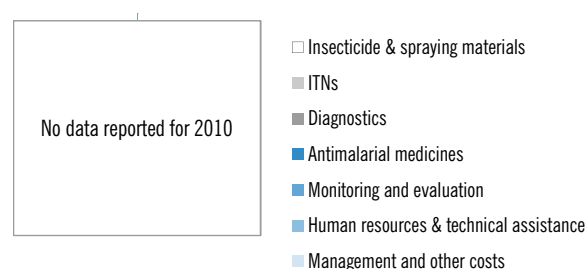 No data reported for 2010
Insecticide & spraying materials
ITNs
Diagnostics
Antimalarial medicines
Monitoring and evaluation
Human resources & technical assistance
Management and other costs